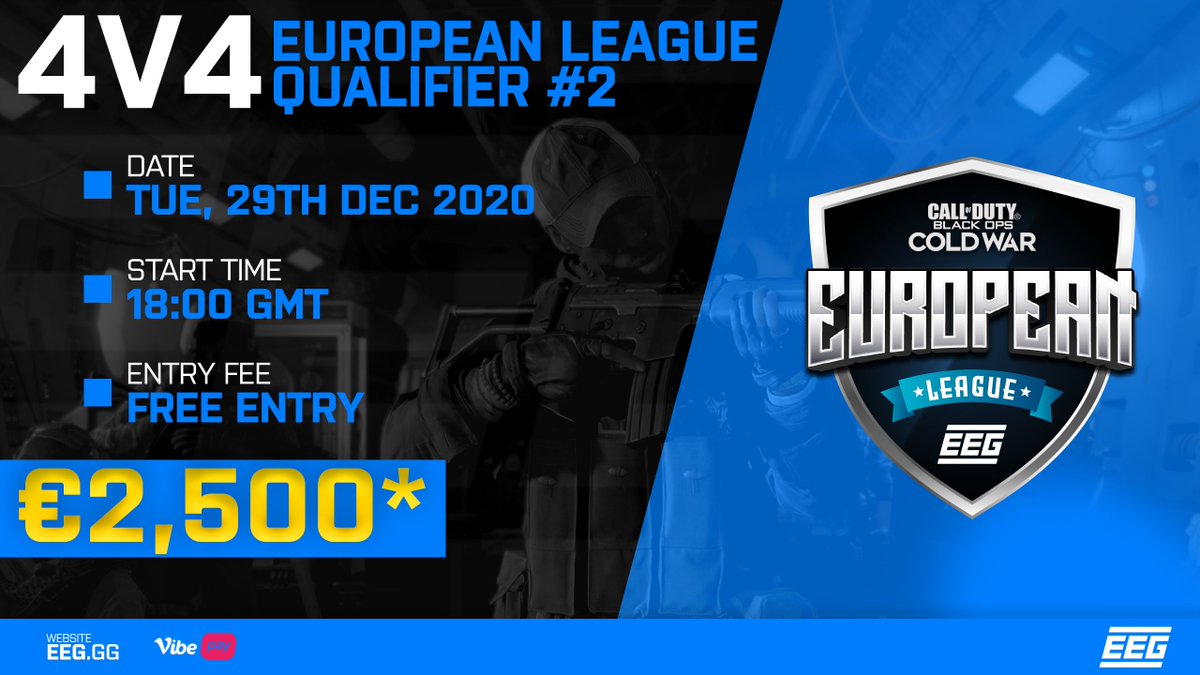 4V4
EUROPEAN LEAGUE
QUALIFIER #2
DATE
TUE, 29TH DEC 2020
START TIME
18:00 GMT
ENTRY FEE
FREE ENTRY
€2,500*
CALL OF DUTY®
BLACK OPS
COLD WAR
EUROPEAN
LEAGUE
EEG
WEBSITE
EEG.GG
Vibe pay
EEG